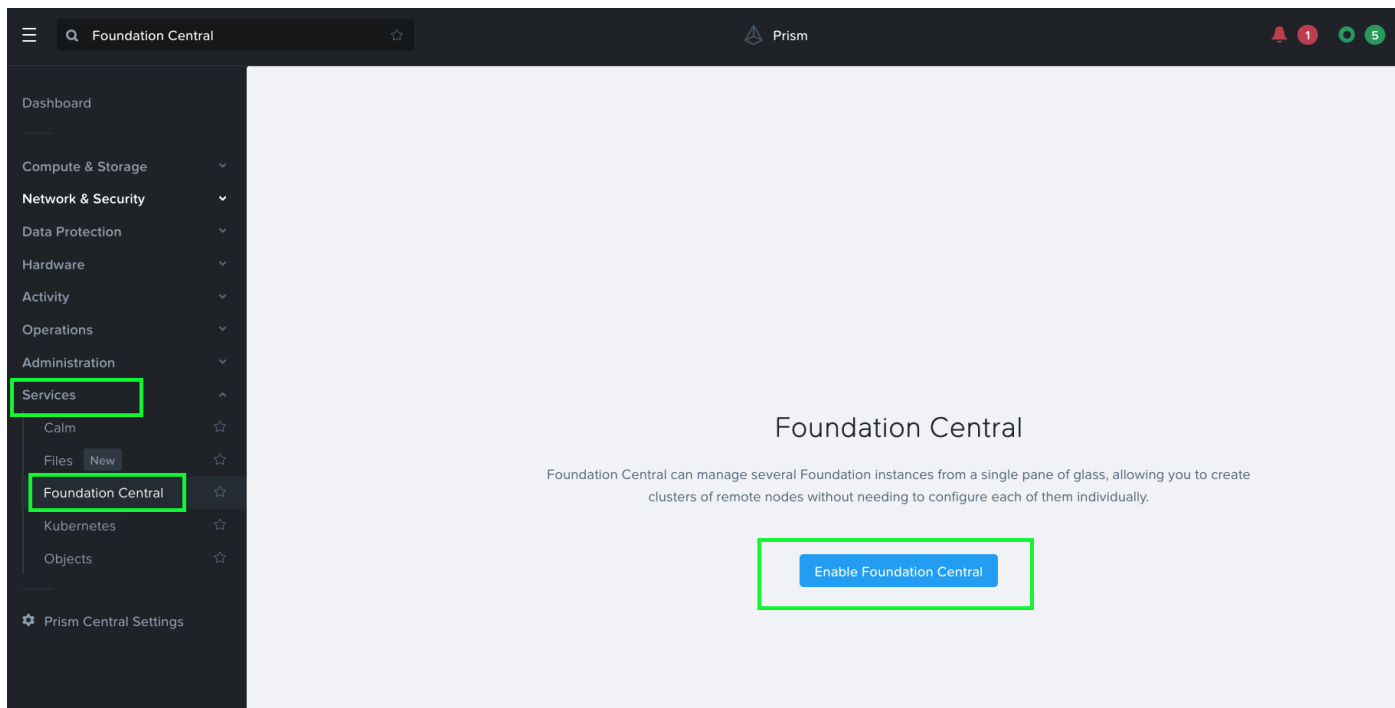 Foundation Central
Prism
1
5
Dashboard
Compute & Storage
Network & Security
Data Protection
Hardware
Activity
Operations
Administration
Services
Calm
Files New
Foundation Central
Kubernetes
Objects
Prism Central Settings
Foundation Central
Foundation Central can manage several Foundation instances from a single pane of glass, allowing you to create
clusters of remote nodes without needing to configure each of them individually.
Enable Foundation Central